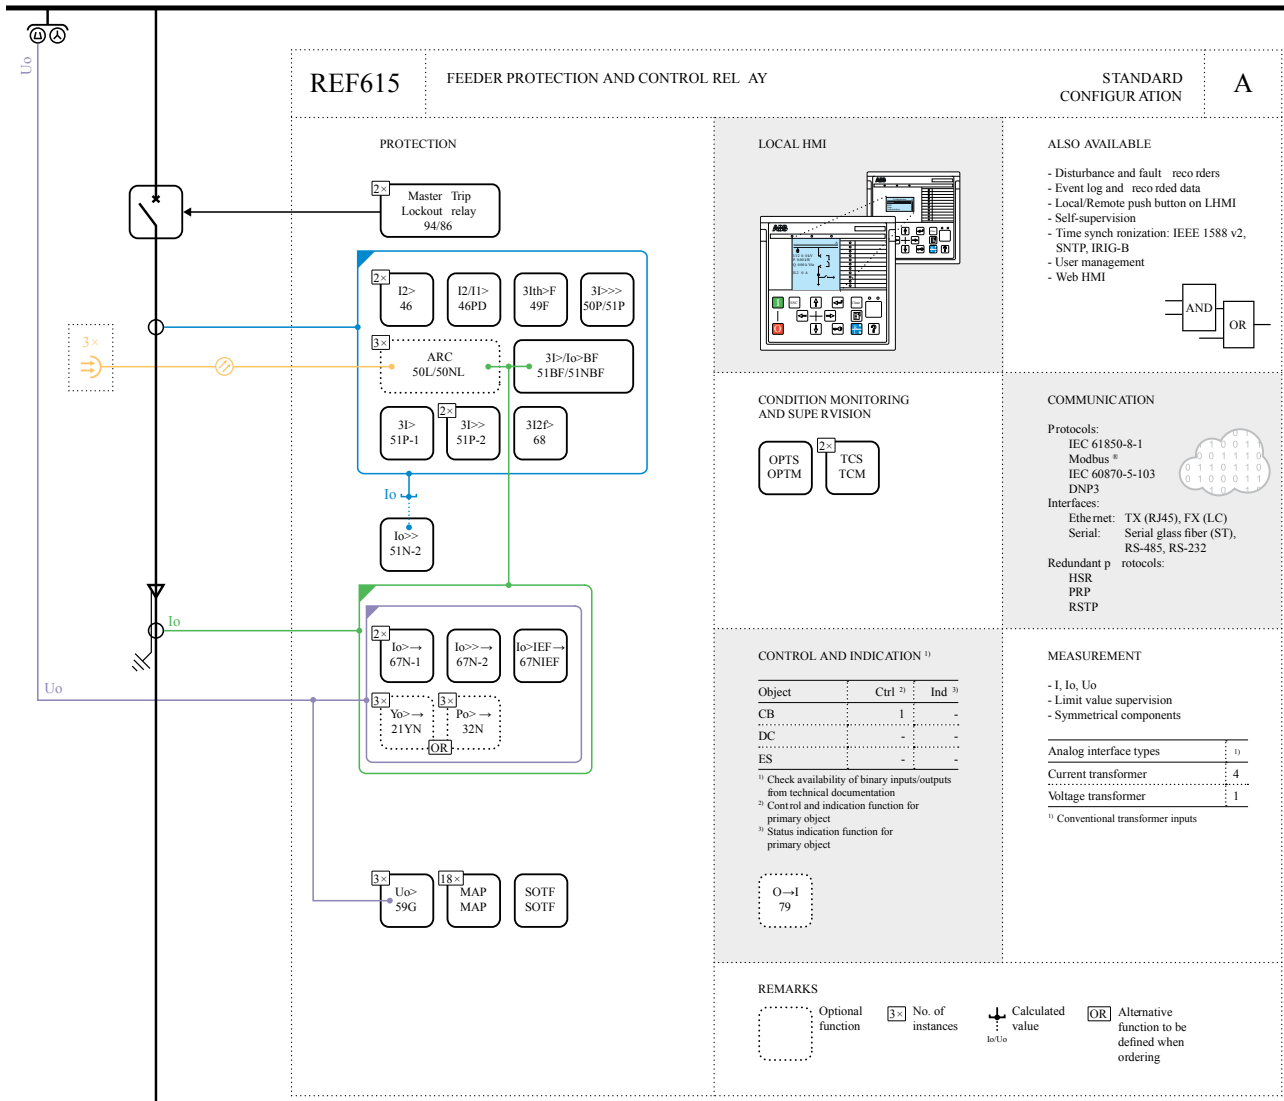 REF615
FEEDER PROTECTION AND CONTROL REL AY
STANDARD
CONFIGUR ATION
A
Uo
PROTECTION
2×
Master Trip
Lockout relay
94/86
2×
I2>
46
I2/I1>
46PD
3Ith>F
49F
3I>>>
50P/51P
3×
3×
ARC
50L/50NL
3I>/Io>BF
51BF/51NBF
3I>
51P-1
2×
3I>>
51P-2
3I2f>
68
Io
Io>>
51N-2
Io
2×
Io>→
67N-1
Io>>→
67N-2
Io>IEF→
67NIEF
Uo
3×
Yo>→
21YN
3×
Po>→
32N
OR
3×
Uo>
59G
18×
MAP
MAP
SOTF
SOTF
LOCAL HMI
ABB
ABB
ALSO AVAILABLE
- Disturbance and fault reco rders
- Event log and reco rded data
- Local/Remote push button on LHMI
- Self-supervision
- Time synch ronization: IEEE 1588 v2,
SNTP, IRIG-B
- User management
- Web HMI
AND
OR
CONDITION MONITORING
AND SUPE RVISION
OPTS
OPTM
2×
TCS
TCM
COMMUNICATION
Protocols:
IEC 61850-8-1
Modbus ®
IEC 60870-5-103
DNP3
Interfaces:
Ethernet: TX (RJ45), FX (LC)
Serial: Serial glass fiber (ST),
RS-485, RS-232
Redundant p rotocols:
HSR
PRP
RSTP
CONTROL AND INDICATION 1)
Object Ctrl 2) Ind 3)
CB 1 -
DC - -
ES - -
1) Check availability of binary inputs/outputs
from technical documentation
2) Control and indication function for
primary object
3) Status indication function for
primary object
O→I
79
MEASUREMENT
- I, Io, Uo
- Limit value supervision
- Symmetrical components
Analog interface types 1)
Current transformer 4
Voltage transformer 1
1) Conventional transformer inputs
REMARKS
Optional
function
3× No. of
instances
Calculated
value
Io/Uo
OR Alternative
function to be
defined when
ordering